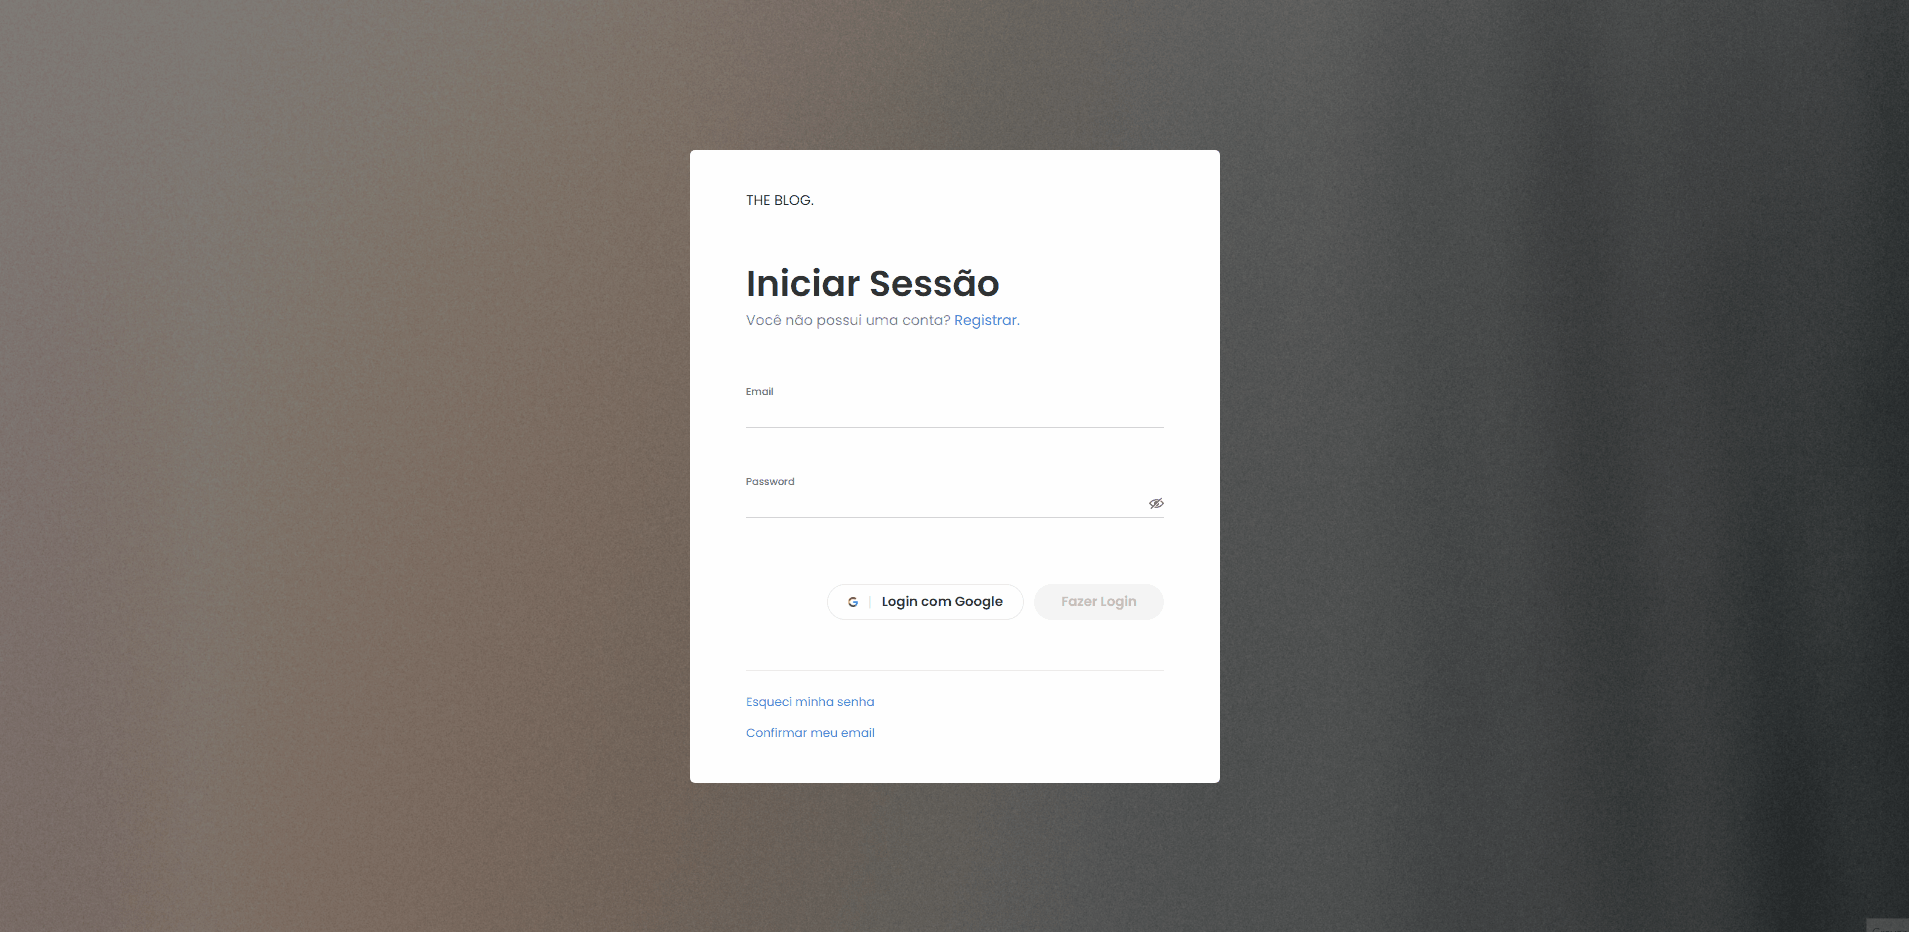 THE BLOG.
Iniciar Sessão
Você não possui uma conta? Registrar.
Email
Password
Login com Google
Fazer Login
Esqueci minha senha
Confirmar meu email